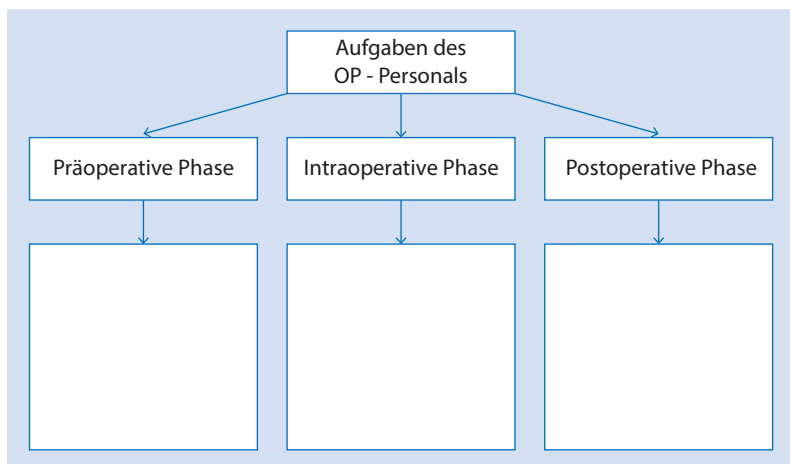 Aufgaben des
OP - Personals
Präoperative Phase
Intraoperative Phase
Postoperative Phase